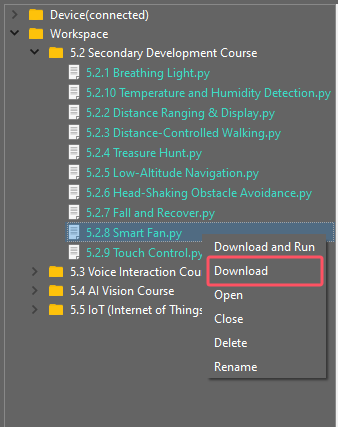 Device(connected)
Workspace
5.2 Secondary Development Course
5.2.1 Breathing Light.py
5.2.10 Temperature and Humidity Detection.py
5.2.2 Distance Ranging & Display.py
5.2.3 Distance-Controlled Walking.py
5.2.4 Treasure Hunt.py
5.2.5 Low-Altitude Navigation.py
5.2.6 Head-Shaking Obstacle Avoidance.py
5.2.7 Fall and Recover.py
5.2.8 Smart Fan.py
5.2.9 Touch Control.py
5.3 Voice Interaction Cou
5.4 AI Vision Course
5.5 IoT (Internet of Things
Download and Run
Download
Open
Close
Delete
Rename